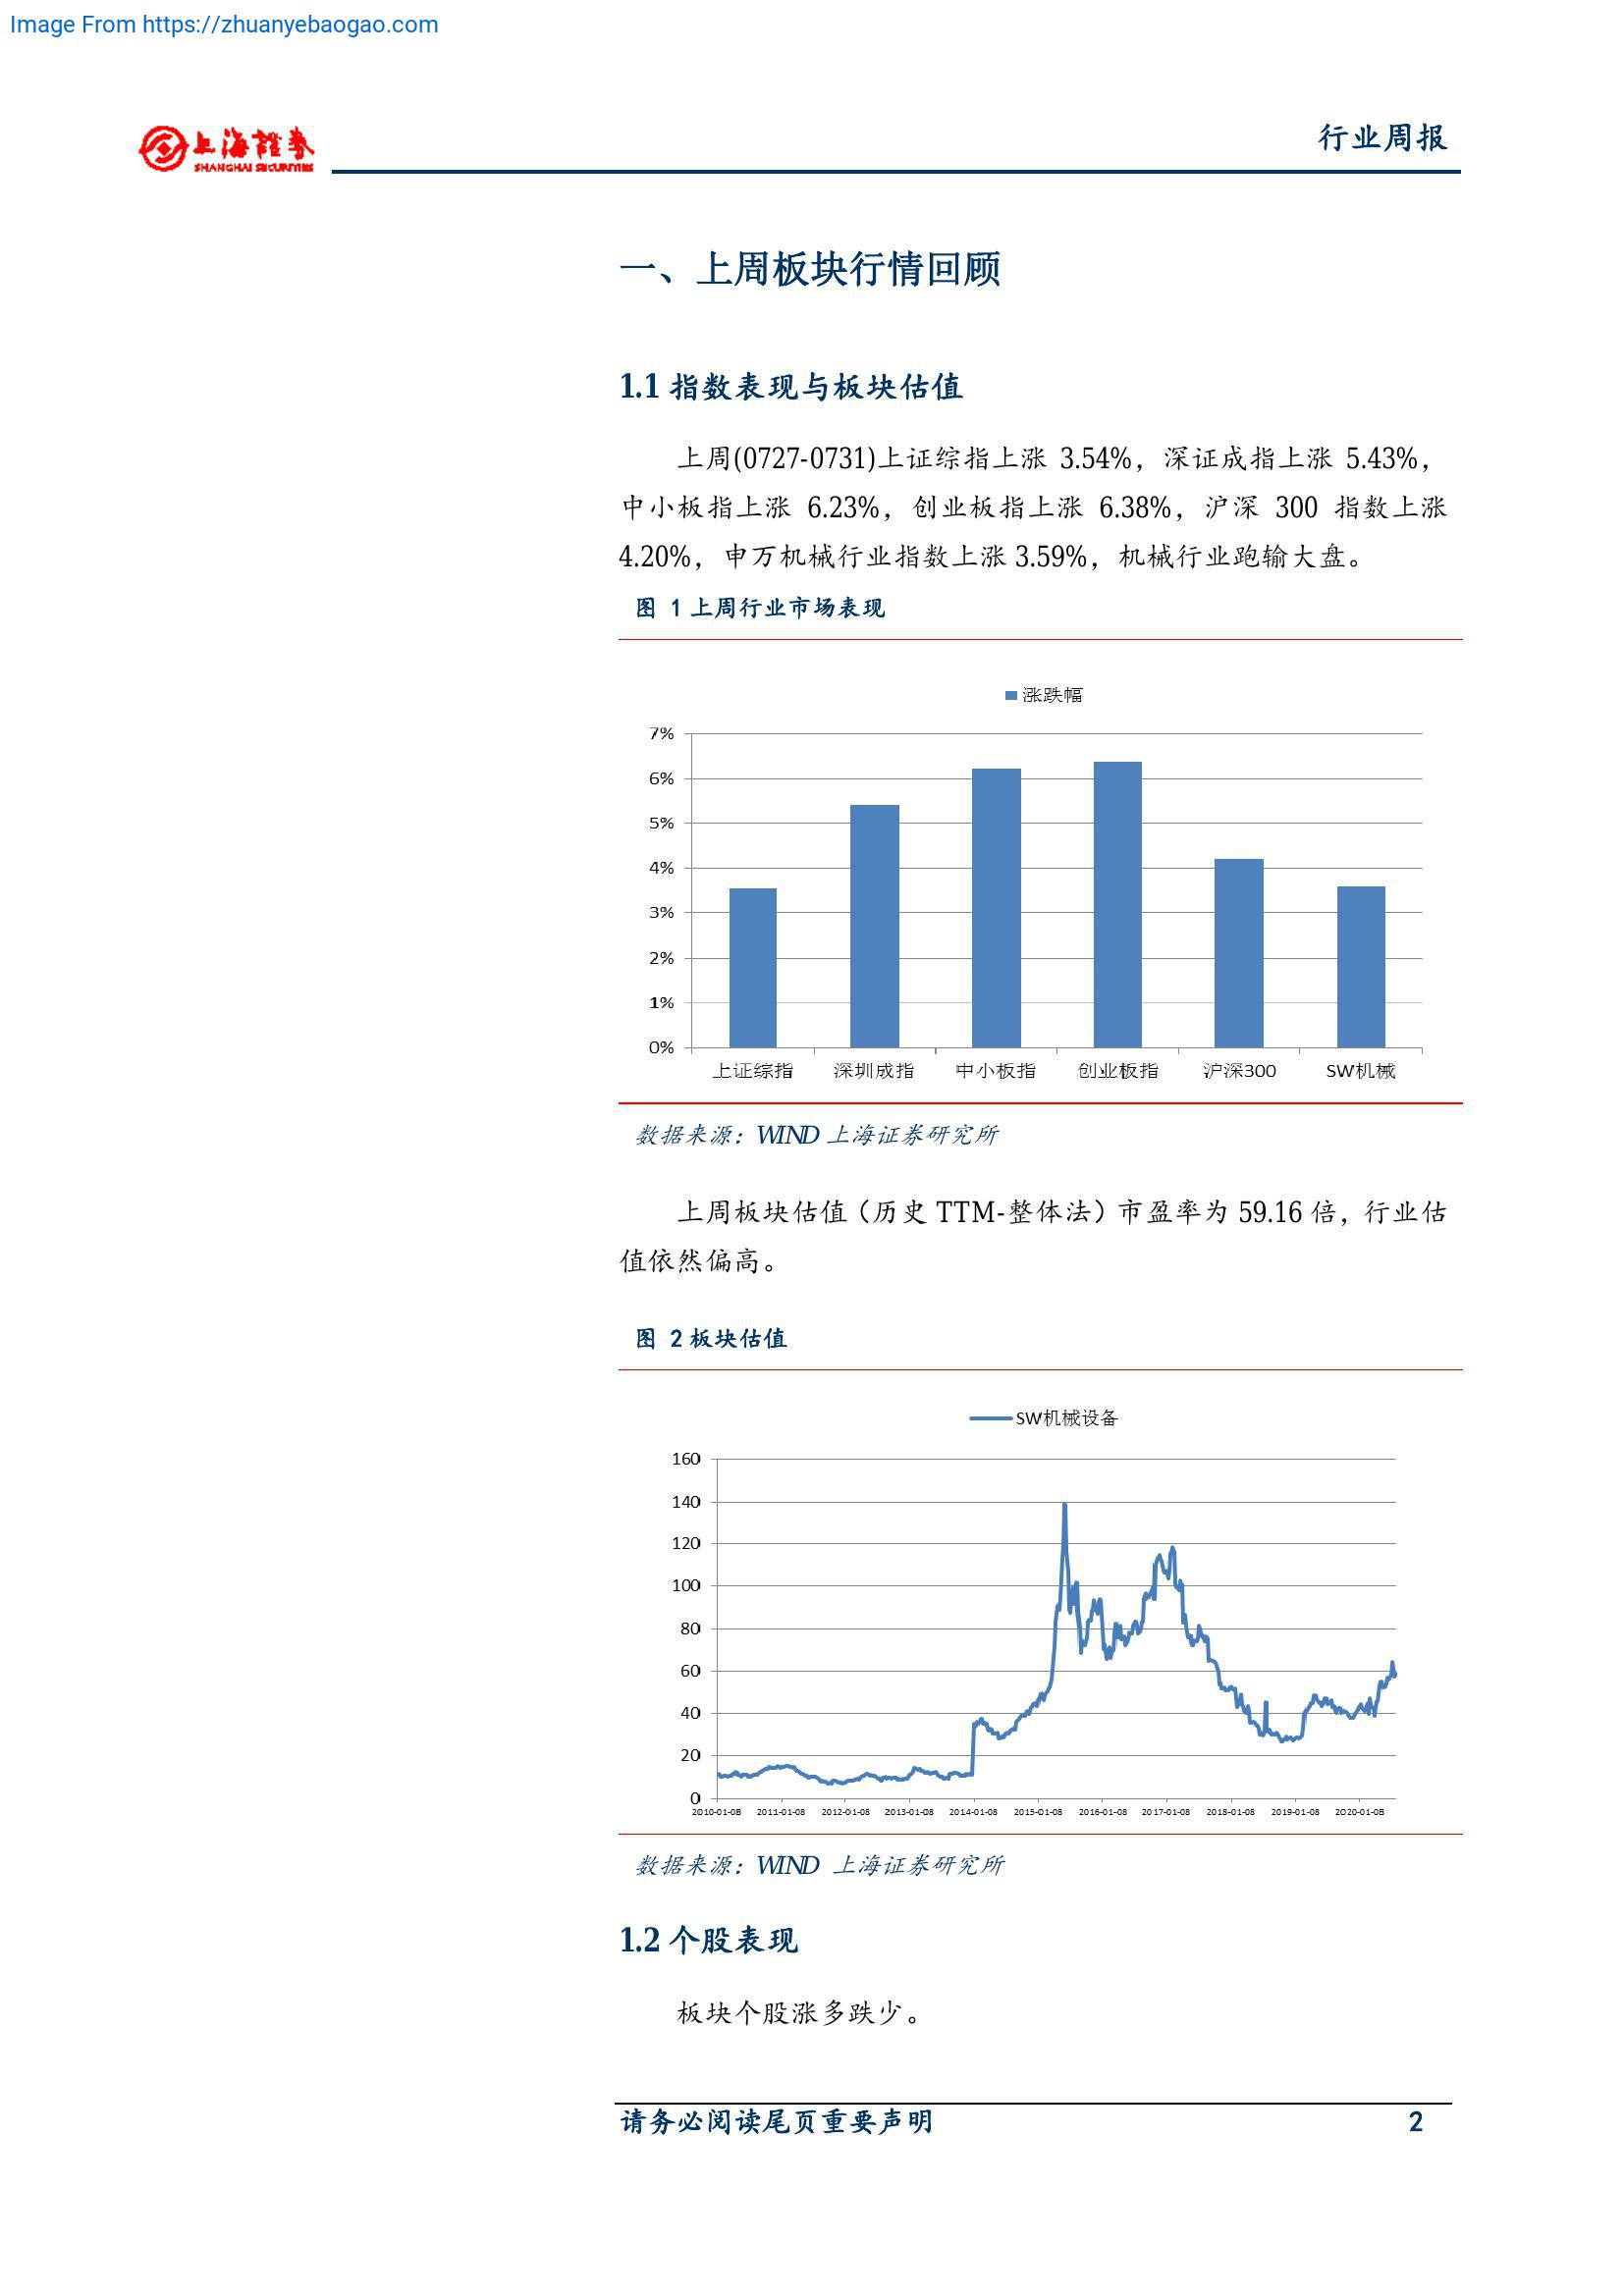 Image From https://zhuanyebaogao.com
上海證券
SHANGHAI SECURITIES
行业周报
一、上周板块行情回顾
1.1 指数表现与板块估值
上周(0727-0731)上证综指上涨 3.54%，深证成指上涨 5.43%，
中小板指上涨 6.23%，创业板指上涨 6.38%，沪深 300 指数上涨
4.20%，申万机械行业指数上涨 3.59%，机械行业跑输大盘。
图 1 上周行业市场表现
涨跌幅
7%
6%
5%
4%
3%
2%
1%
0%
上证综指 深圳成指 中小板指 创业板指 沪深300 SW机械
数据来源：WIND 上海证券研究所
上周板块估值（历史 TTM-整体法）市盈率为 59.16 倍，行业估
值依然偏高。
图 2 板块估值
SW机械设备
160
140
120
100
80
60
40
20
0
2010-01-08 2011-01-08 2012-01-08 2013-01-08 2014-01-08 2015-01-08 2016-01-08 2017-01-08 2018-01-08 2019-01-08 2020-01-08
数据来源：WIND 上海证券研究所
1.2 个股表现
板块个股涨多跌少。
请务必阅读尾页重要声明 2